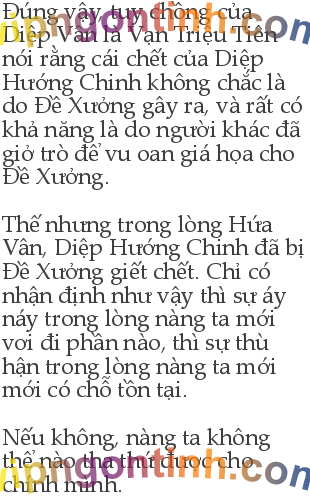 Đúng vậy, tuy chồng của
Diệp Vân là Vạn Triệu Niên
nói rằng cái chết của Diệp
Hướng Chinh không chắc là
do Đề Xưởng gây ra, và rất có
khả năng là do người khác đã
giở trò để vu oan giá họa cho
Đề Xưởng.
Thế nhưng trong lòng Hứa
Vân, Diệp Hướng Chinh đã bị
Đề Xưởng giết chết. Chỉ có
nhận định như vậy thì sự áy
náy trong lòng nàng ta mới
vơi đi phần nào, thì sự thù
hận trong lòng nàng ta mới
mới có chỗ tồn tại.
Nếu không, nàng ta không
thể nào tha thứ được cho
chính mình.
vipngontinh.com
vipngontinh.com